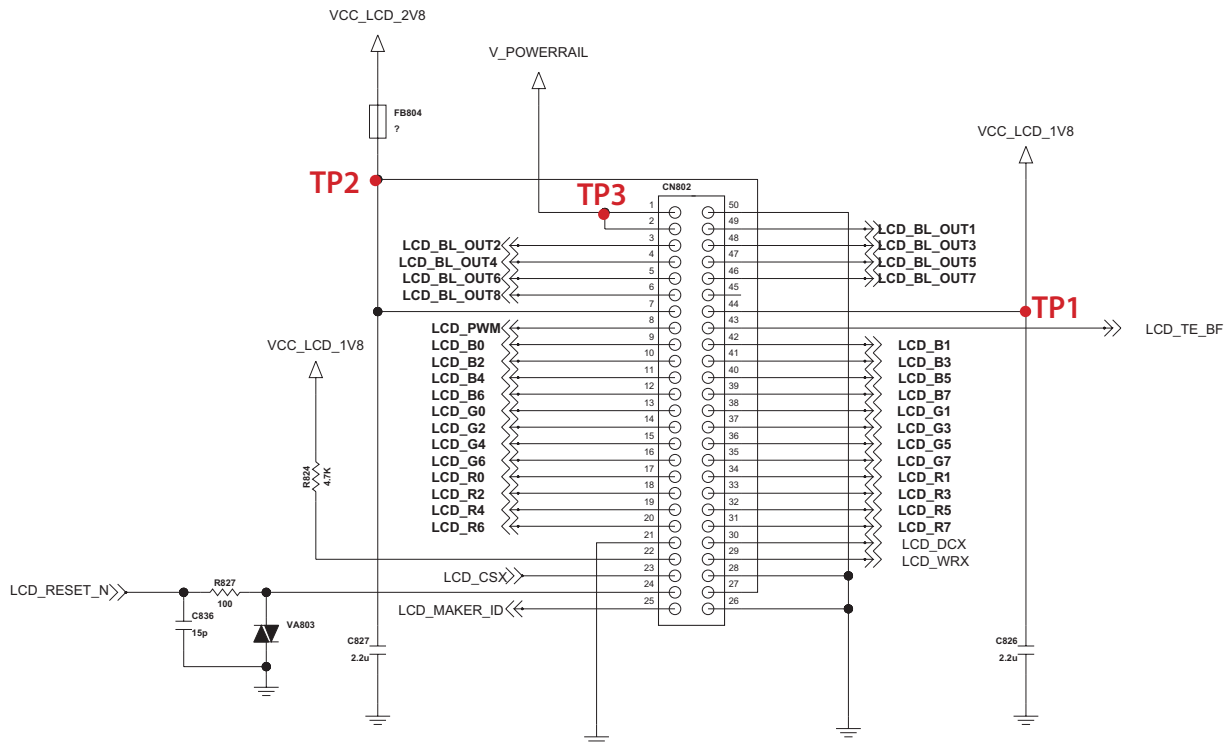 VCC_LCD_2V8
V_POWERRAIL
FB804
?
VCC_LCD_1V8
TP2
TP3
CN802
1
50
2
49
LCD_BL_OUT1
LCD_BL_OUT2
3
48
LCD_BL_OUT3
LCD_BL_OUT4
4
47
LCD_BL_OUT5
LCD_BL_OUT6
5
46
LCD_BL_OUT7
LCD_BL_OUT8
6
45
7
44
TP1
LCD_PWM
8
43
LCD_TE_BF
VCC_LCD_1V8
LCD_B0
9
42
LCD_B1
LCD_B2
10
41
LCD_B3
LCD_B4
11
40
LCD_B5
LCD_B6
12
39
LCD_B7
LCD_G0
13
38
LCD_G1
LCD_G2
14
37
LCD_G3
LCD_G4
15
36
LCD_G5
LCD_G6
16
35
LCD_G7
R824
4.7K
LCD_R0
17
34
LCD_R1
LCD_R2
18
33
LCD_R3
LCD_R4
19
32
LCD_R5
LCD_R6
20
31
LCD_R7
21
30
LCD_DCX
22
29
LCD_WRX
LCD_CSX
23
28
LCD_RESET_N
R827
100
24
27
LCD_MAKER_ID
25
26
C836
15p
VA803
C827
2.2u
C826
2.2u